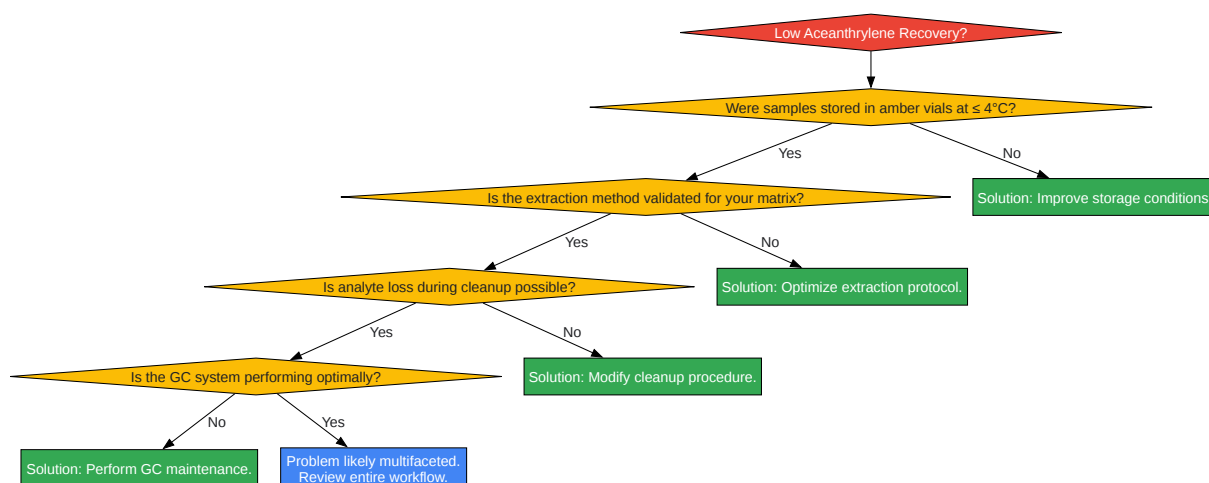 Low Aceanthrylene Recovery?
Were samples stored in amber vials at ≤ 4°C?
Yes
No
Is the extraction method validated for your matrix?
Solution: Improve storage conditions
Yes
No
Is analyte loss during cleanup possible?
Solution: Optimize extraction protocol.
Yes
No
Is the GC system performing optimally?
Solution: Modify cleanup procedure.
No
Yes
Solution: Perform GC maintenance.
Problem likely multifaceted.
Review entire workflow.